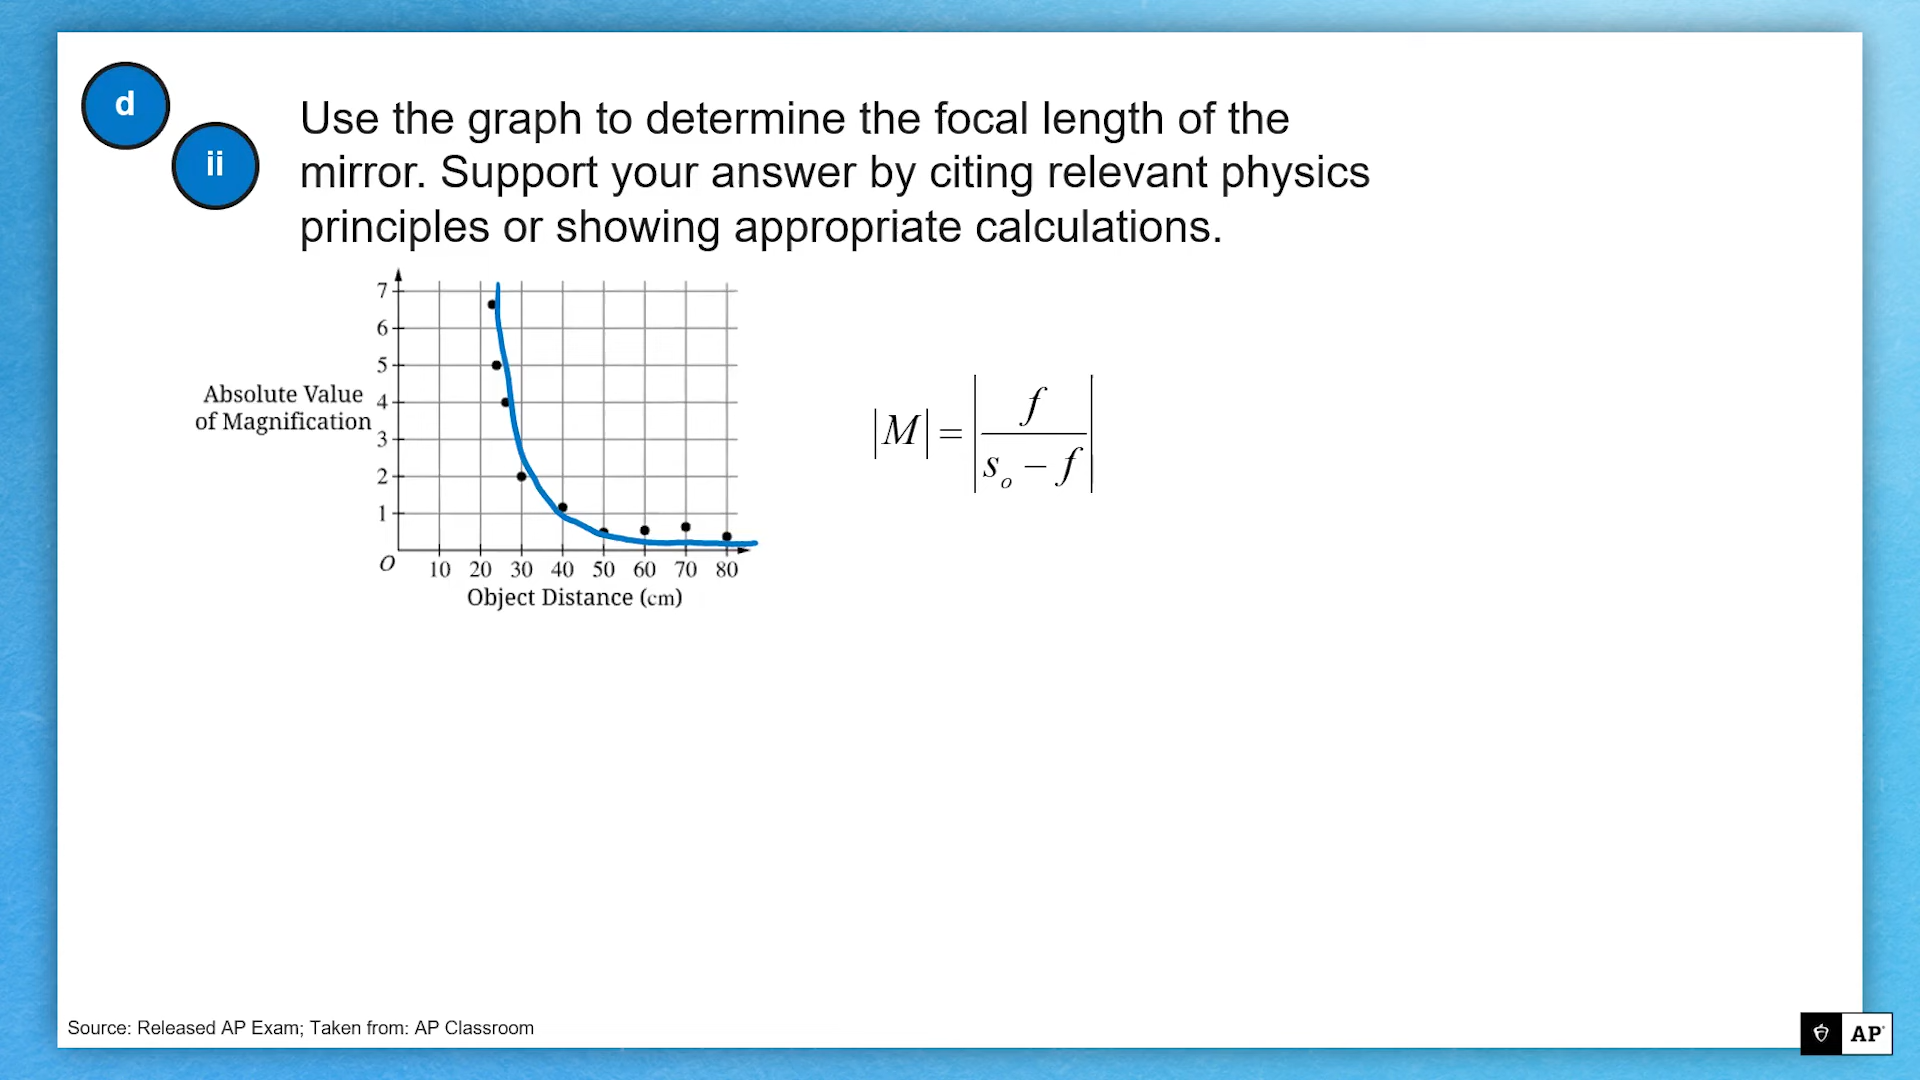 d
ii
Use the graph to determine the focal length of the
mirror. Support your answer by citing relevant physics
principles or showing appropriate calculations.
7
6
5
4
3
2
1
Absolute Value
of Magnification
O
10 20 30 40 50 60 70 80
Object Distance (cm)
|M| = |f / (sₒ − f)|
Source: Released AP Exam; Taken from: AP Classroom
AP